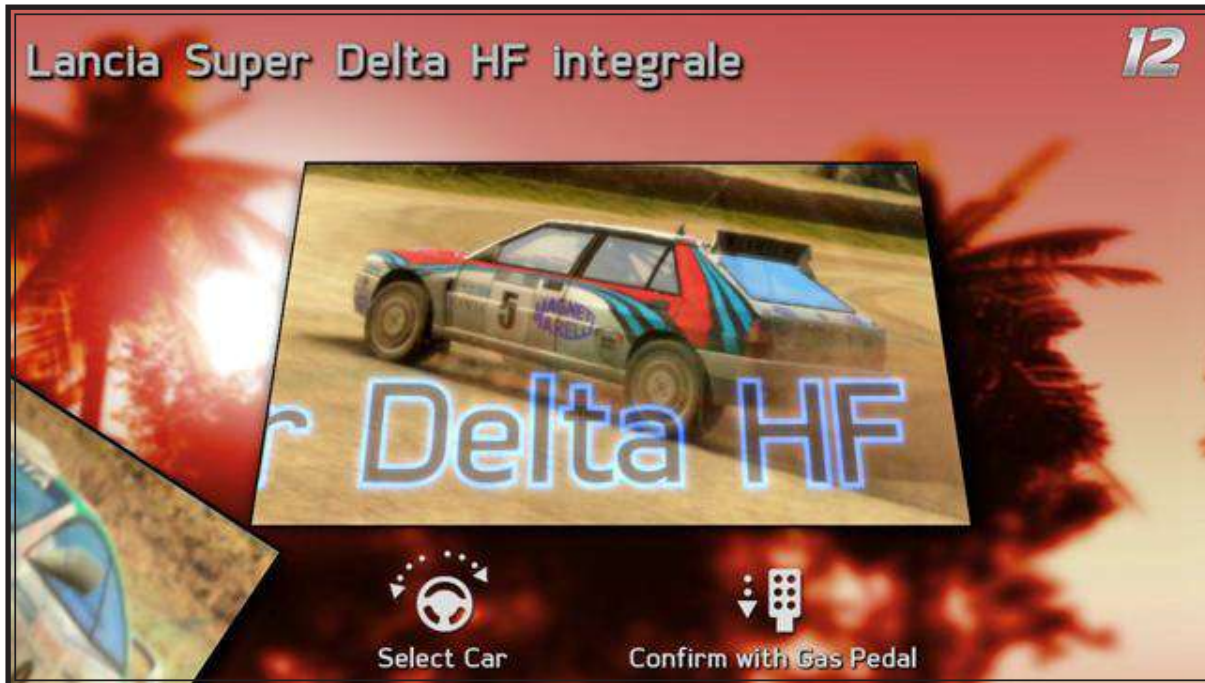 Lancia Super Delta HF integrale
12
5
MAGNETI
MARELLI
r Delta HF
Select Car
Confirm with Gas Pedal